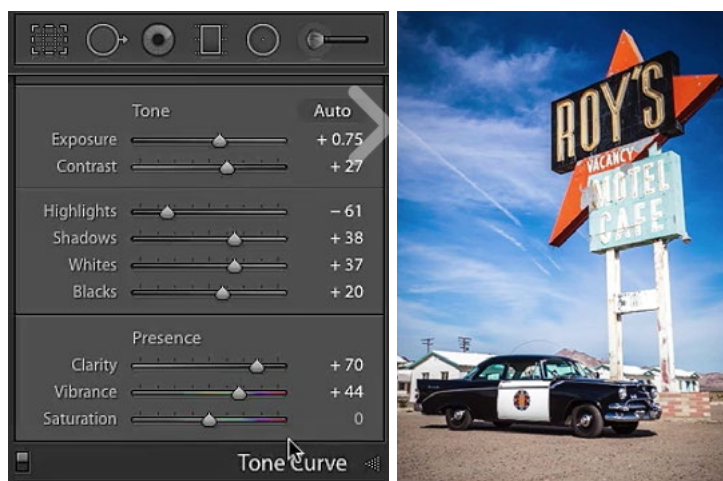 Tone Auto
Exposure + 0.75
Contrast + 27
Highlights – 61
Shadows + 38
Whites + 37
Blacks + 20
Presence
Clarity + 70
Vibrance + 44
Saturation 0
Tone Curve
ROY'S
VACANCY
MOTEL
CAFE